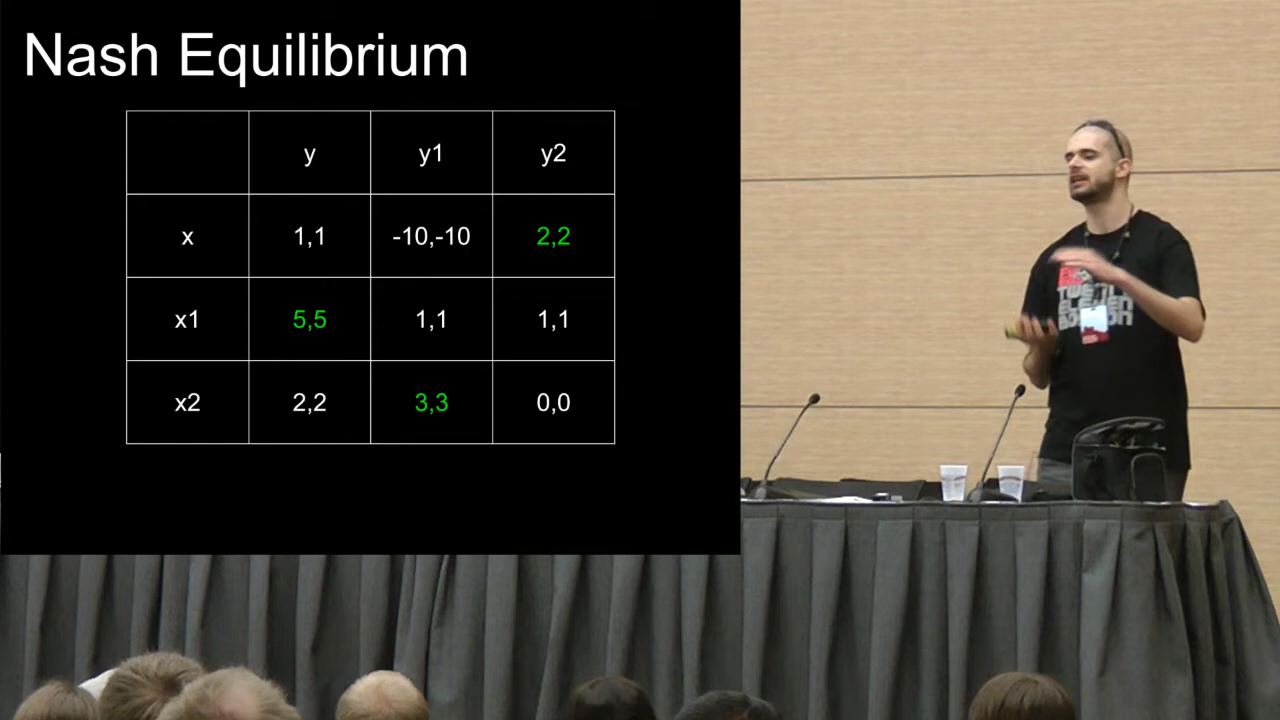 Nash Equilibrium
y y1 y2
x 1,1 -10,-10 2,2
x1 5,5 1,1 1,1
x2 2,2 3,3 0,0